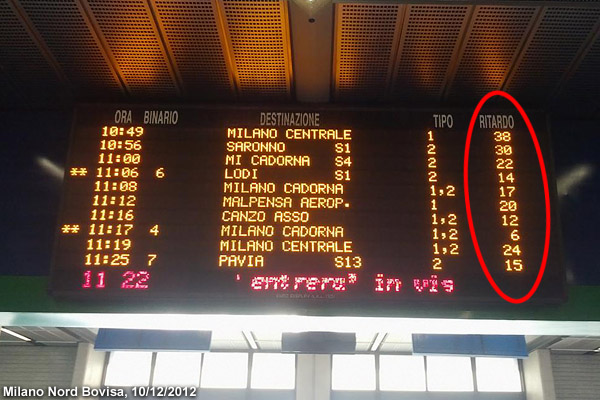 ORA BINARIO DESTINAZIONE TIPO RITARDO
10:49 MILANO CENTRALE 1 38
10:56 SARONNO S1 2 30
11:00 MI CADORNA S4 2 22
** 11:06 6 LODI S1 2 14
11:08 MILANO CADORNA 1,2 17
11:12 MALPENSA AEROP. 1 20
11:16 CANZO ASSO 1,2 12
** 11:17 4 MILANO CADORNA 1,2 6
11:19 MILANO CENTRALE 1,2 24
11:25 7 PAVIA S13 2 15
11 22 'entrera" in vis
Milano Nord Bovisa, 10/12/2012